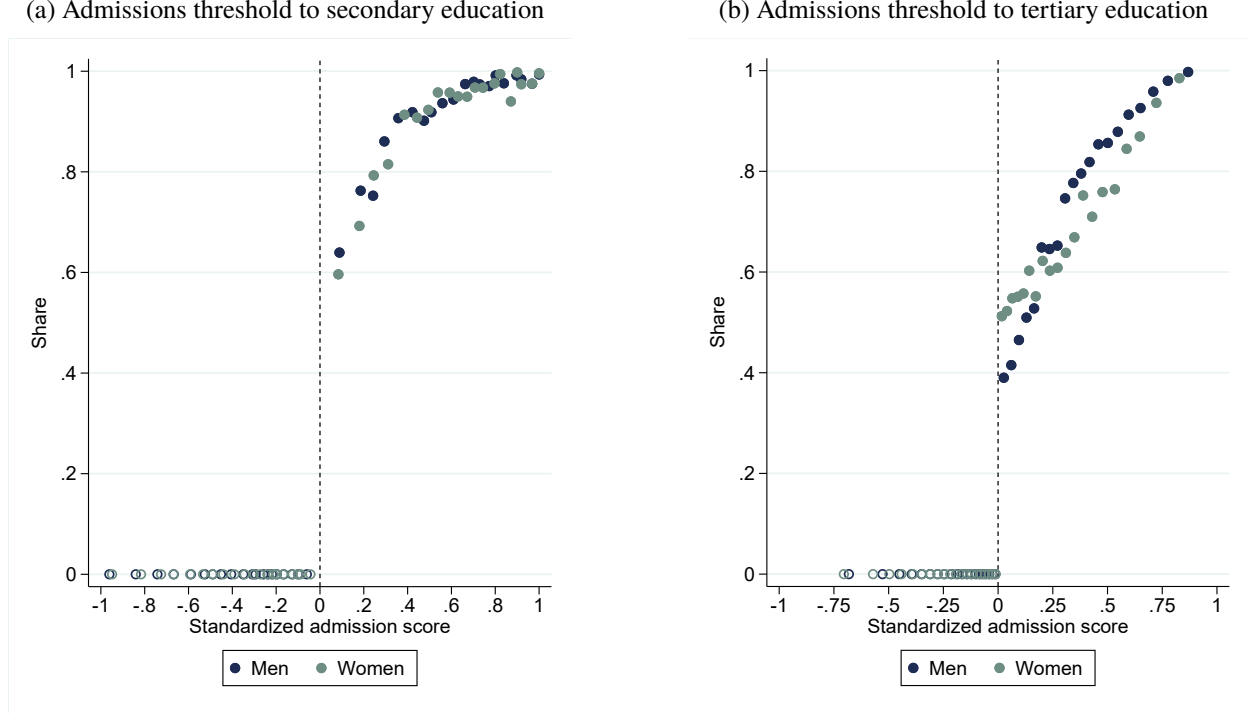 (a) Admissions threshold to secondary education
1
.8
.6
.4
.2
0
Share
-1 -.8 -.6 -.4 -.2 0 .2 .4 .6 .8 1
Standardized admission score
Men Women
(b) Admissions threshold to tertiary education
1
.8
.6
.4
.2
0
Share
-1 -.75 -.5 -.25 0 .25 .5 .75 1
Standardized admission score
Men Women